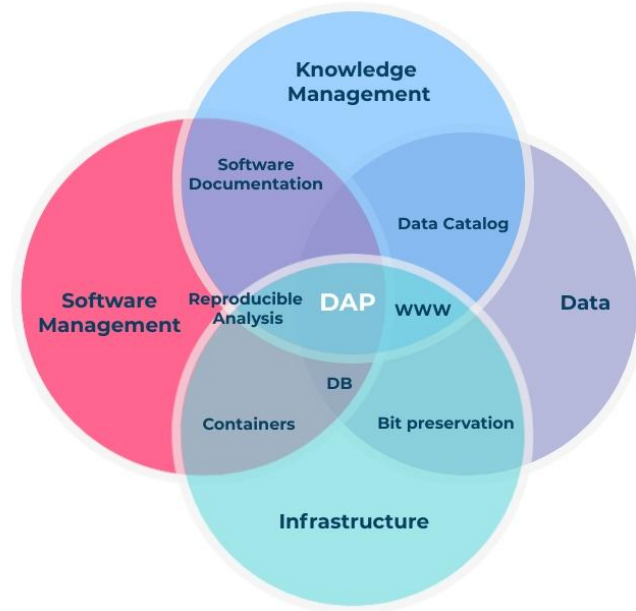 Knowledge
Management
Software
Documentation
Data Catalog
Software
Management
Reproducible
Analysis
DAP
WWW
Data
DB
Containers
Bit preservation
Infrastructure